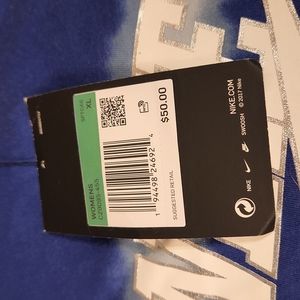 XL
WOMENS
$50.00
SUGGESTED RETAIL
1 94498 24692 4
NIKE.COM
© 2017 Nike
NIKE
SWOOSH